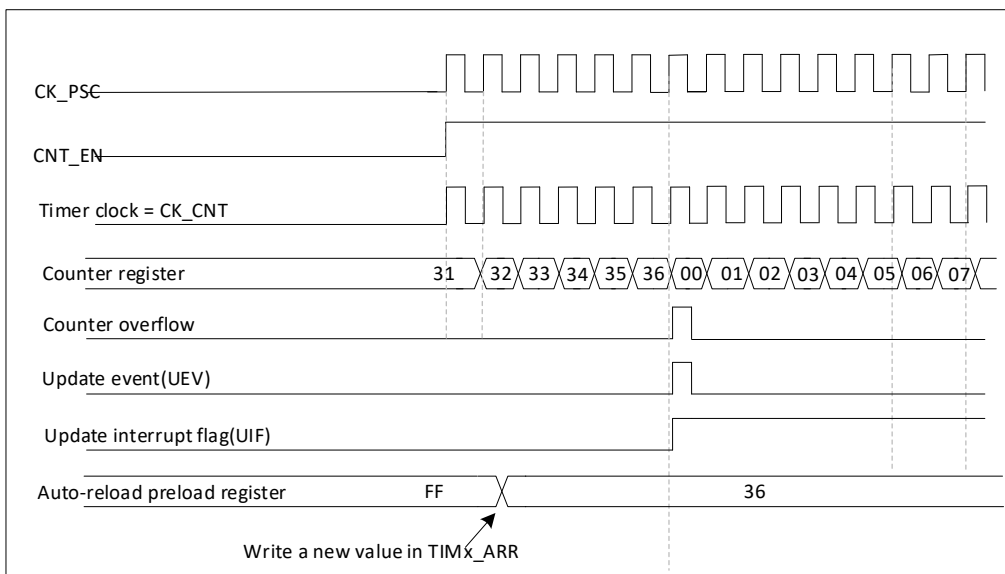 CK_PSC
CNT_EN
Timer clock = CK_CNT
Counter register 31 32 33 34 35 36 00 01 02 03 04 05 06 07
Counter overflow
Update event(UEV)
Update interrupt flag(UIF)
Auto-reload preload register FF 36
Write a new value in TIMx_ARR